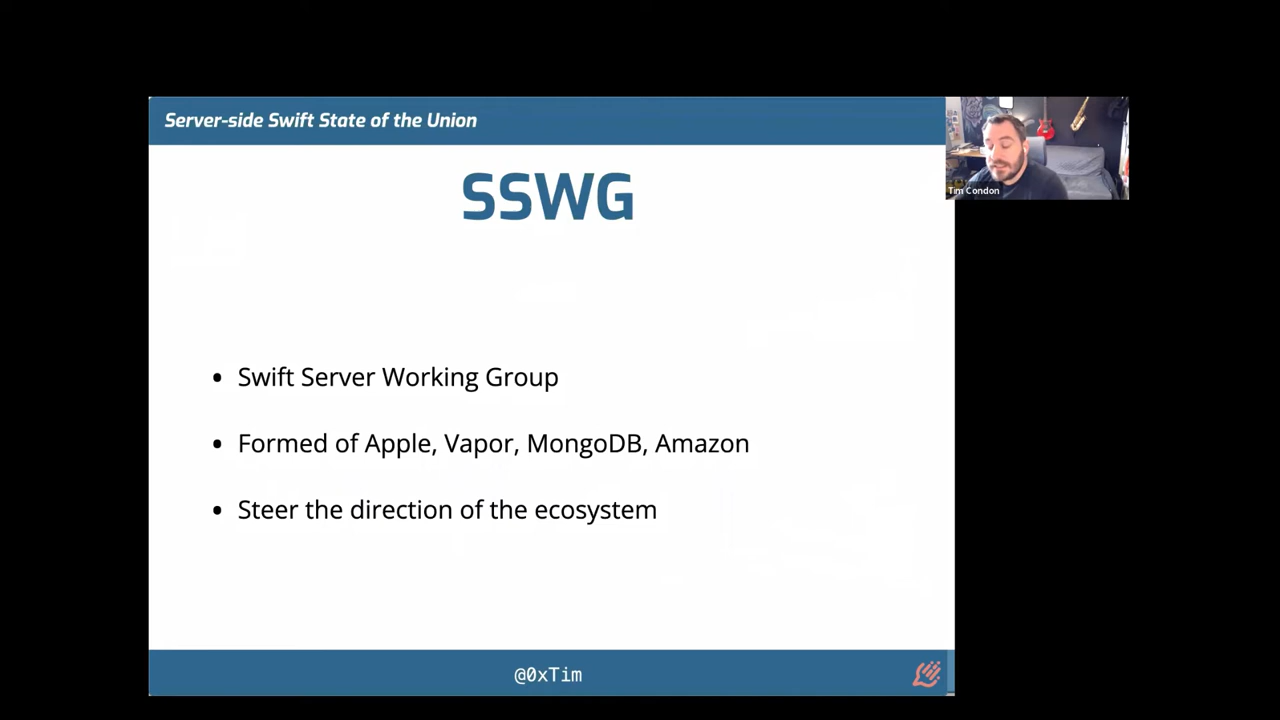 Server-side Swift State of the Union
SSWG
• Swift Server Working Group
• Formed of Apple, Vapor, MongoDB, Amazon
• Steer the direction of the ecosystem
@0xTim
Tim Condon